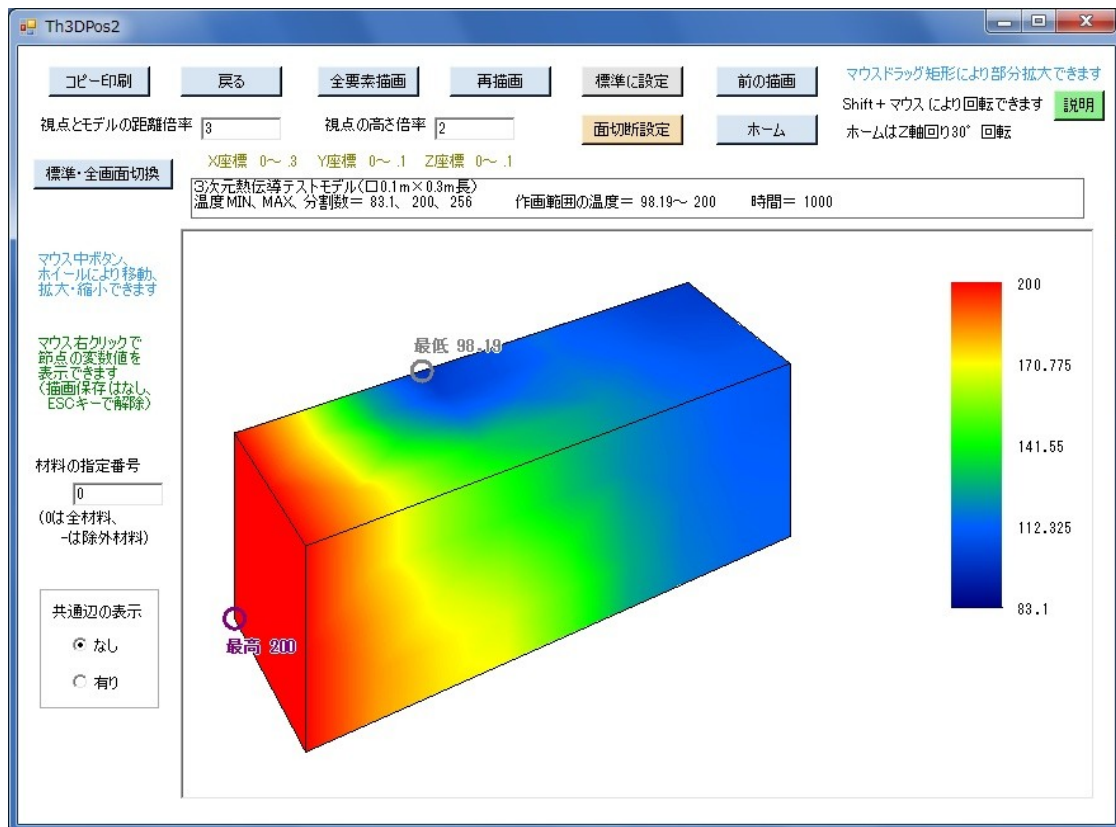 Th3DPos2
コピー印刷 戻る 全要素描画 再描画 標準に設定 前の描画
マウスドラッグ矩形により部分拡大できます
Shift+マウスにより回転できます 説明
視点とモデルの距離倍率 3 視点の高さ倍率 2 面切断設定 ホーム ホームはZ軸回り30° 回転
標準・全画面切換
X座標 0～ .3 Y座標 0～ .1 Z座標 0～ .1
3次元熱伝導テストモデル(口0.1m×0.3m長)
温度MIN、MAX、分割数= 83.1、 200、 256 作画範囲の温度= 98.19～ 200 時間= 1000
マウス中ボタン、
ホイールにより移動、
拡大・縮小できます
マウス右クリックで
節点の変数値を
表示できます
(描画保存はなし、
ESCキーで解除)
材料の指定番号
0
(0は全材料、
-は除外材料)
共通辺の表示
なし
有り
最低 98.19
最高 200
200
170.775
141.55
112.325
83.1